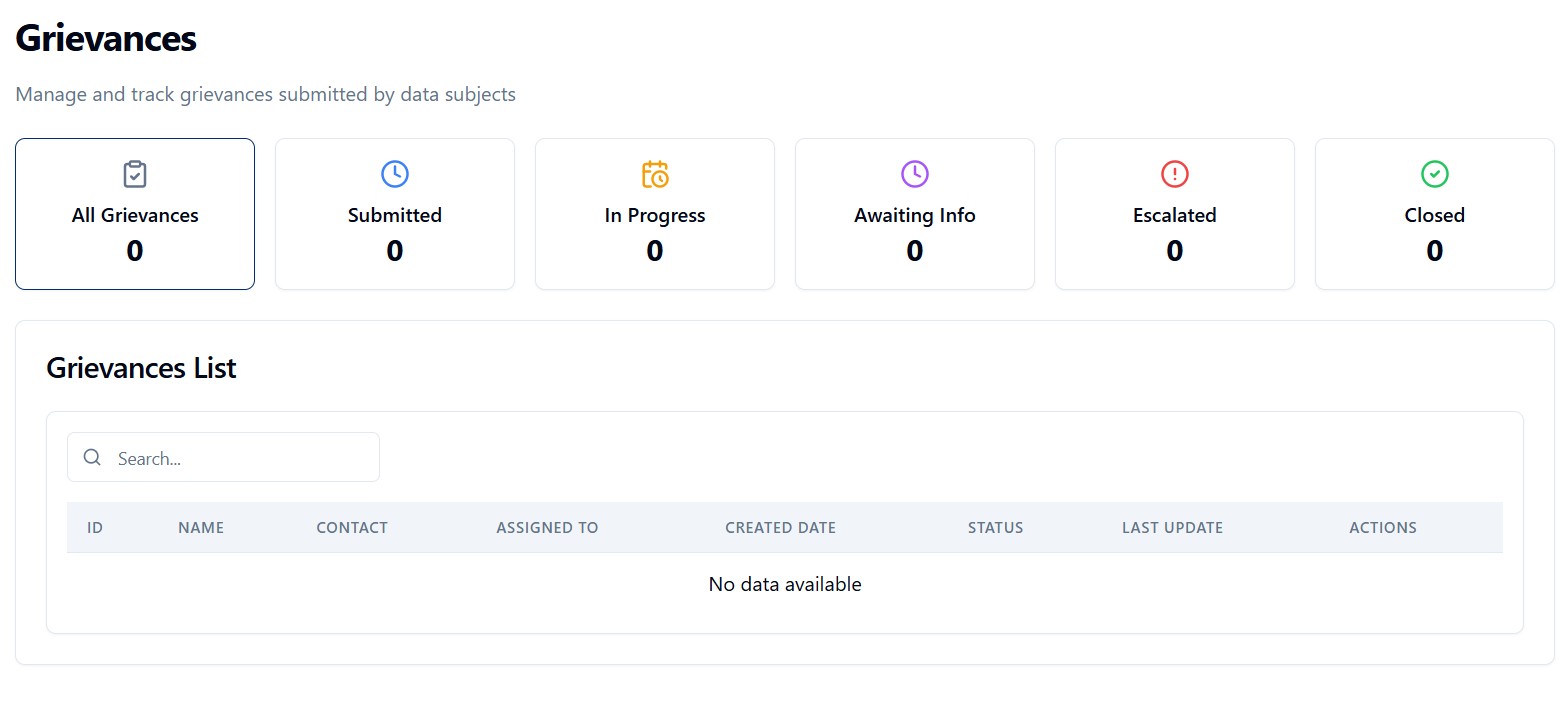 Grievances
Manage and track grievances submitted by data subjects
All Grievances
0
Submitted
0
In Progress
0
Awaiting Info
0
Escalated
0
Closed
0
Grievances List
Search...
ID NAME CONTACT ASSIGNED TO CREATED DATE STATUS LAST UPDATE ACTIONS
No data available